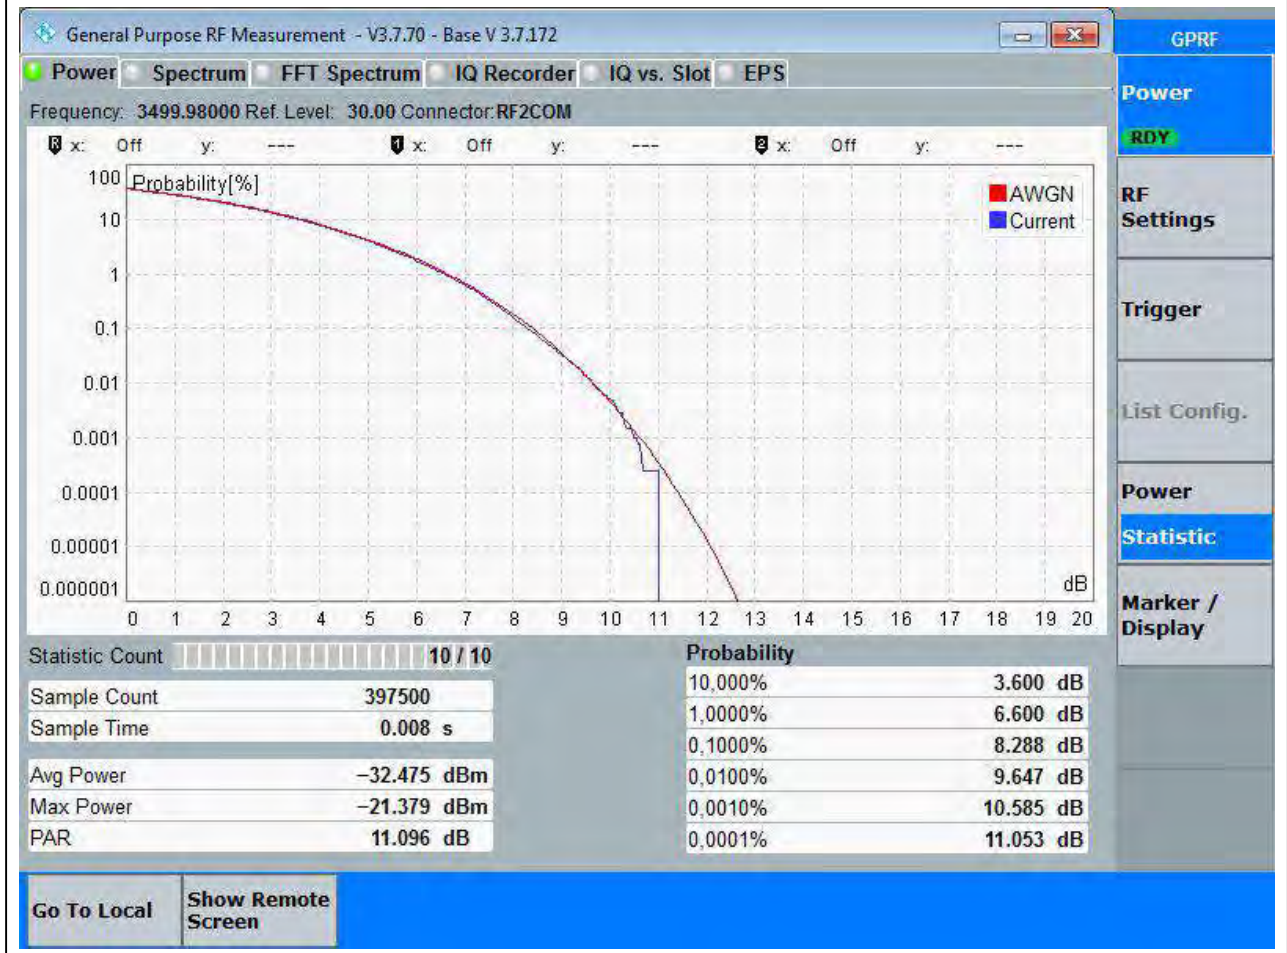 General Purpose RF Measurement - V3.7.70 - Base V 3.7.172
GPRF
Power Spectrum FFT Spectrum IQ Recorder IQ vs. Slot EPS
Frequency: 3499.98000 Ref. Level: 30.00 Connector:RF2COM
R x: Off y: --- 1 x: Off y: --- 2 x: Off y: ---
Probability[%]
AWGN
Current
100
10
1
0.1
0.01
0.001
0.0001
0.00001
0.000001
dB
0 1 2 3 4 5 6 7 8 9 10 11 12 13 14 15 16 17 18 19 20
Statistic Count 10 / 10
Sample Count 397500
Sample Time 0.008 s
Avg Power −32.475 dBm
Max Power −21.379 dBm
PAR 11.096 dB
Probability
10,000% 3.600 dB
1,0000% 6.600 dB
0,1000% 8.288 dB
0,0100% 9.647 dB
0,0010% 10.585 dB
0,0001% 11.053 dB
Power
RDY
RF
Settings
Trigger
List Config.
Power
Statistic
Marker /
Display
Go To Local
Show Remote
Screen